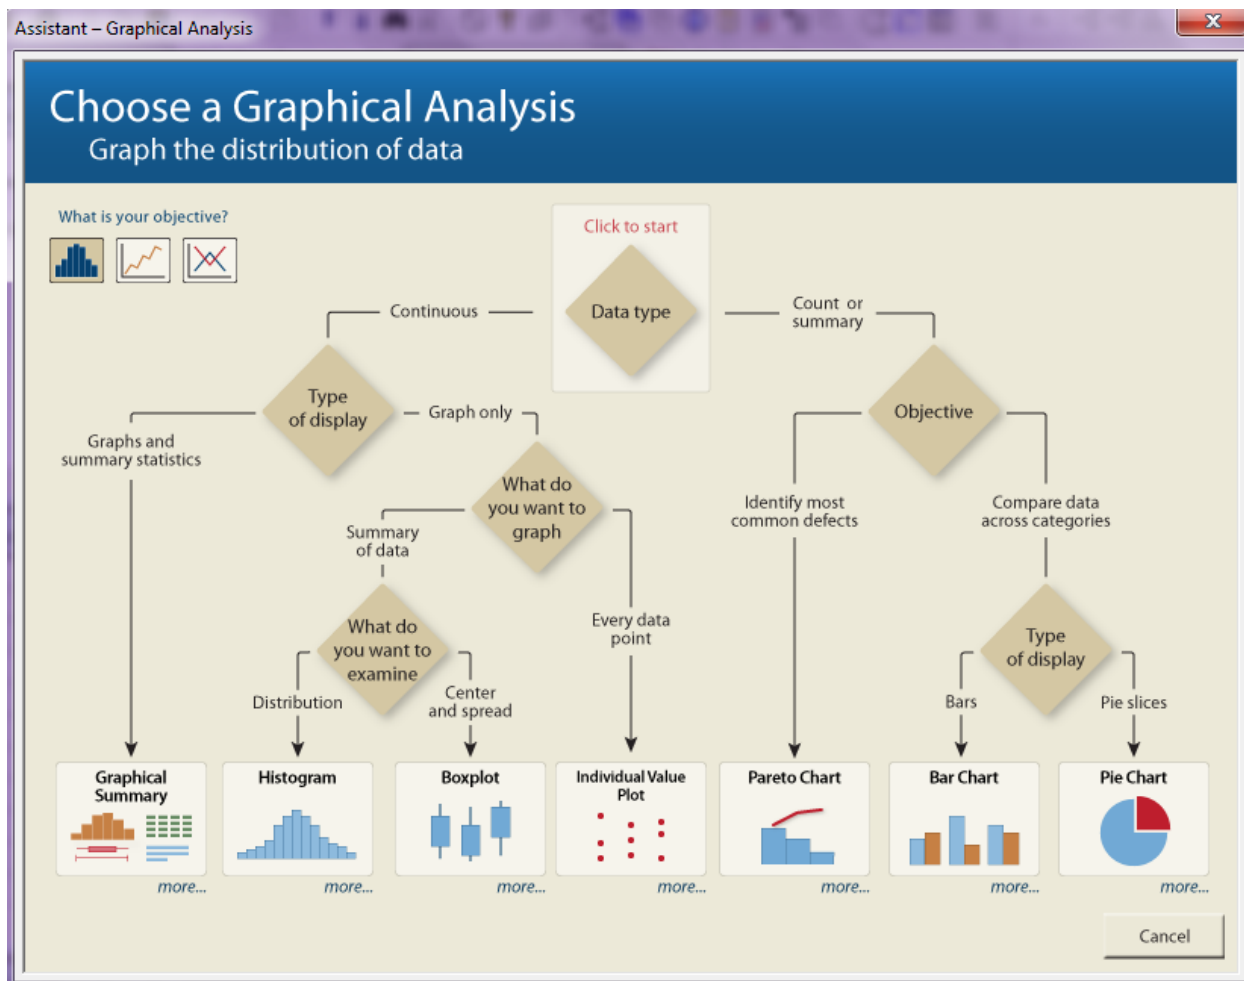 Assistant – Graphical Analysis
X
Choose a Graphical Analysis
Graph the distribution of data
What is your objective?
Click to start
Data type
Continuous
Count or
summary
Type
of display
Graph only
Objective
Graphs and
summary statistics
What do
you want to
graph
Identify most
common defects
Compare data
across categories
Summary
of data
What do
you want to
examine
Every data
point
Type
of display
Distribution
Center
and spread
Bars
Pie slices
Graphical
Summary
Histogram
Boxplot
Individual Value
Plot
Pareto Chart
Bar Chart
Pie Chart
more...
more...
more...
more...
more...
more...
more...
Cancel